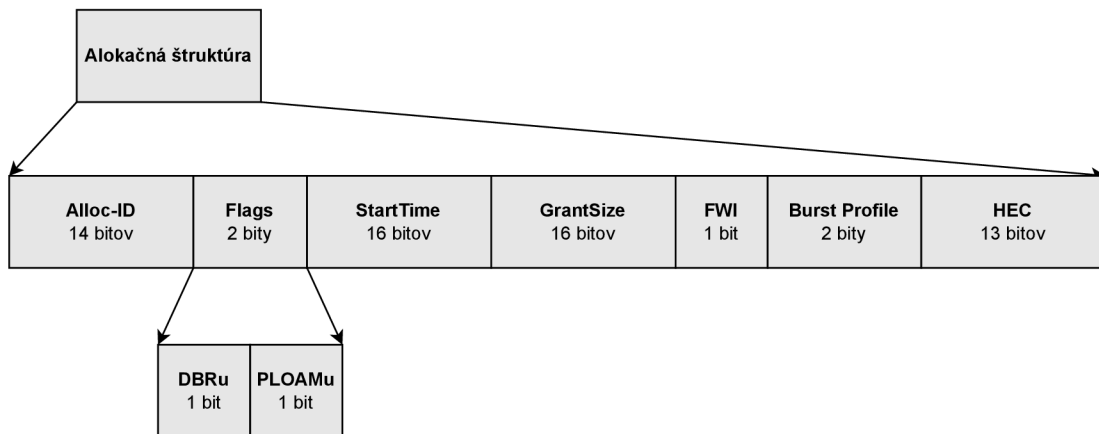 Alokačná štruktúra
Alloc-ID
14 bitov
Flags
2 bity
StartTime
16 bitov
GrantSize
16 bitov
FWI
1 bit
Burst Profile
2 bity
HEC
13 bitov
DBRu
1 bit
PLOAMu
1 bit